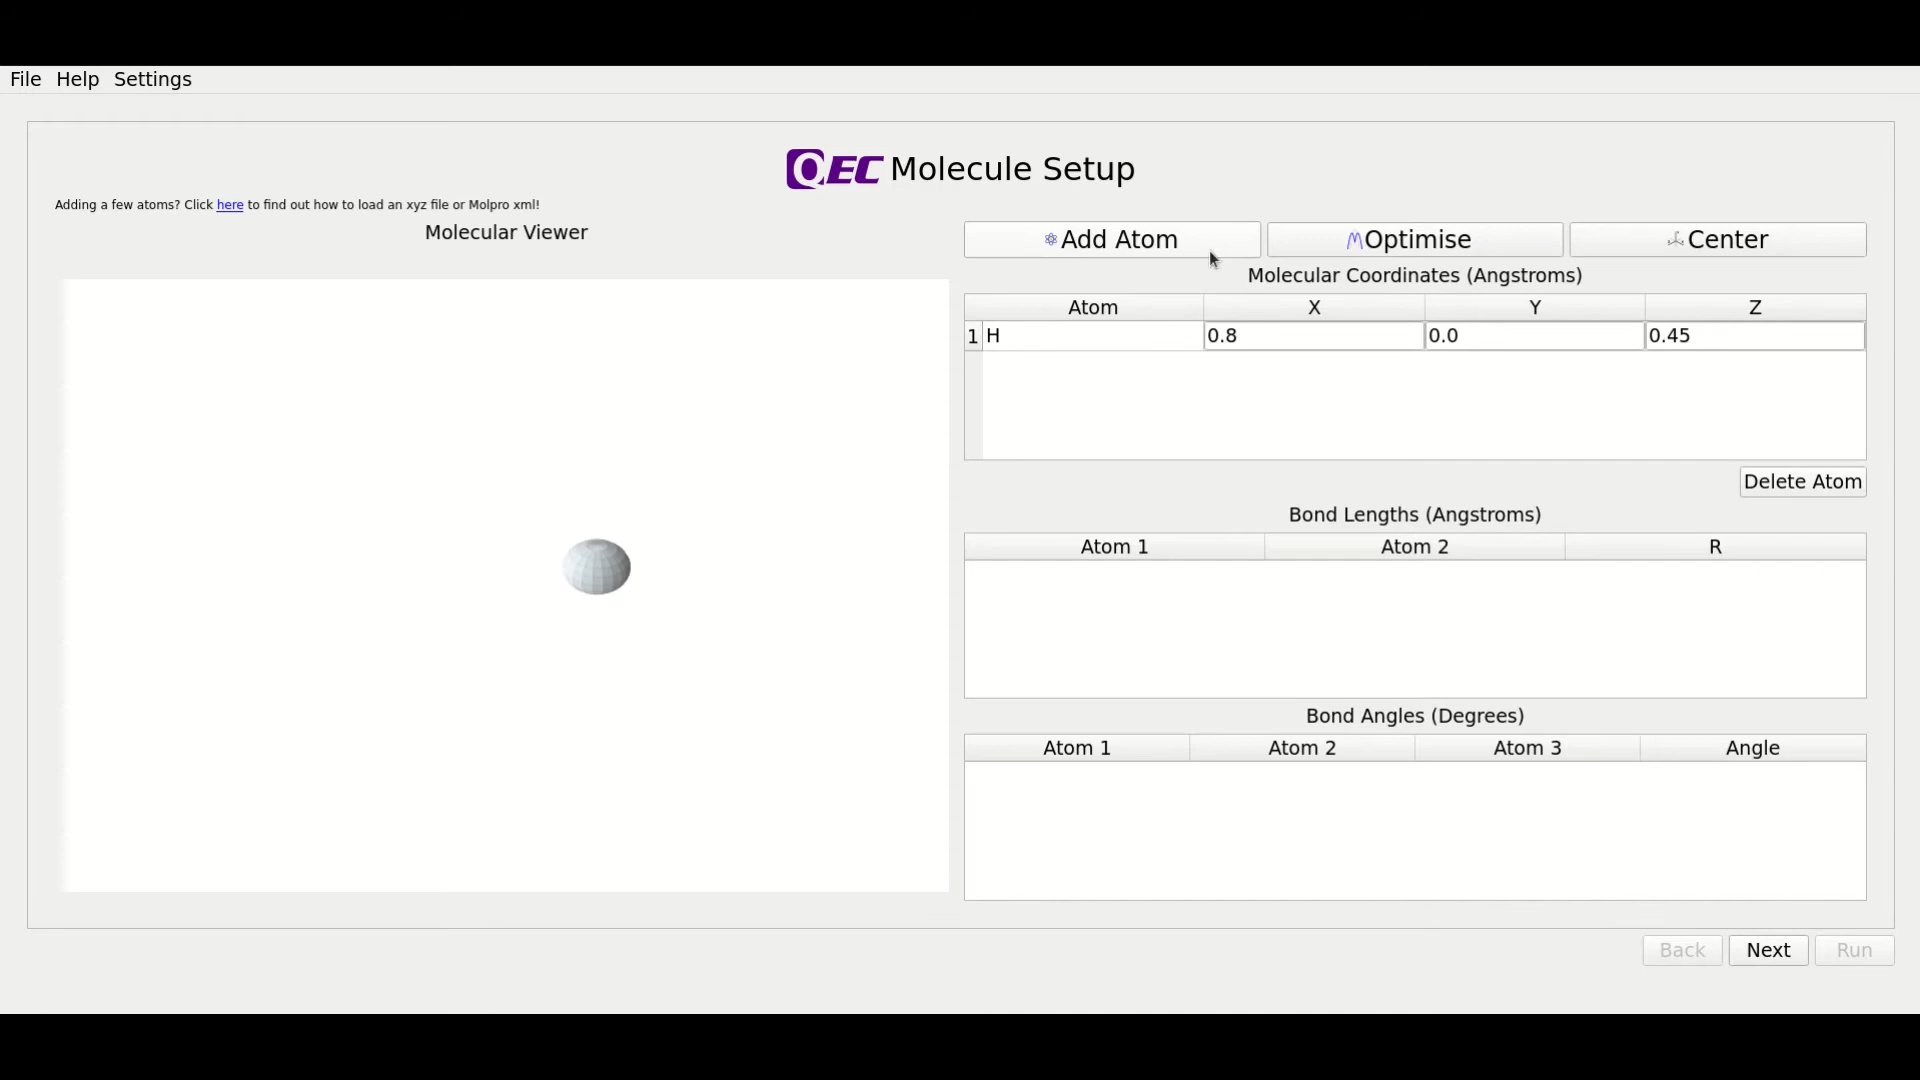 File Help Settings
QEC Molecule Setup
Adding a few atoms? Click here to find out how to load an xyz file or Molpro xml!
Molecular Viewer
Add Atom Optimise Center
Molecular Coordinates (Angstroms)
Atom X Y Z
1 H 0.8 0.0 0.45
Delete Atom
Bond Lengths (Angstroms)
Atom 1 Atom 2 R
Bond Angles (Degrees)
Atom 1 Atom 2 Atom 3 Angle
Back Next Run